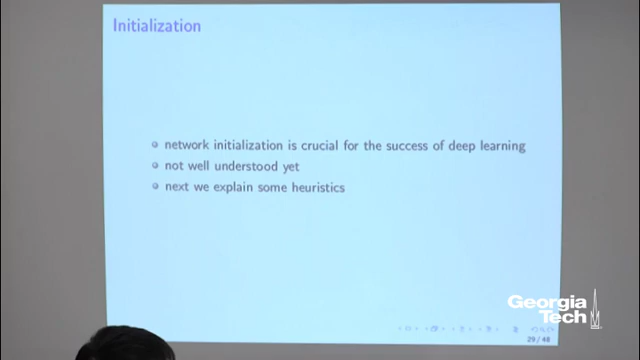 Initialization
network initialization is crucial for the success of deep learning
not well understood yet
next we explain some heuristics
Georgia
Tech
29 / 48